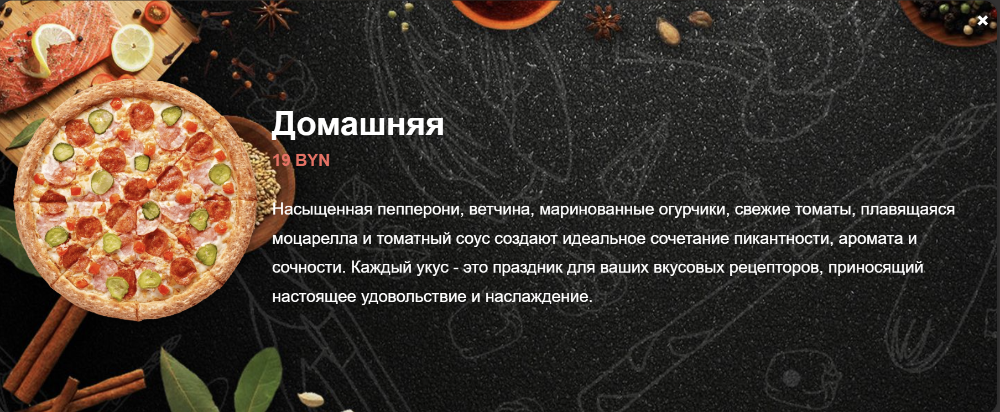 Домашняя
19 BYN
Насыщенная пепперони, ветчина, маринованные огурчики, свежие томаты, плавящаяся
моцарелла и томатный соус создают идеальное сочетание пикантности, аромата и
сочности. Каждый укус - это праздник для ваших вкусовых рецепторов, приносящий
настоящее удовольствие и наслаждение.